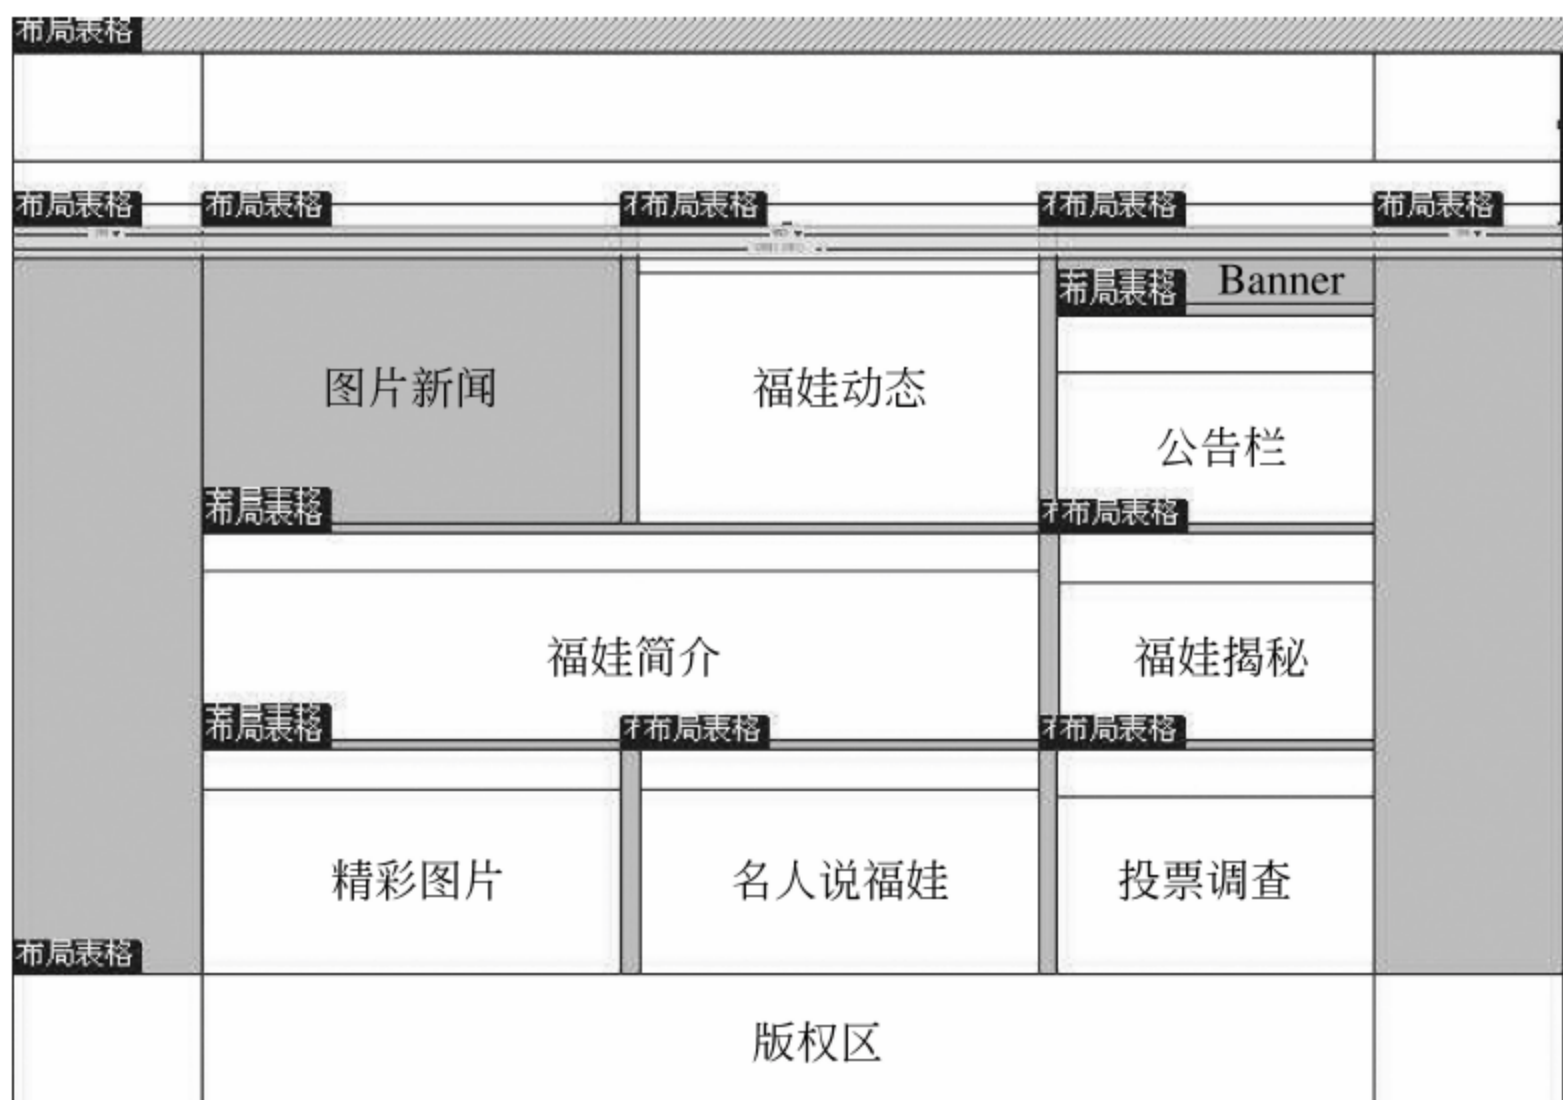 布局表格
布局表格 布局表格 布局表格 布局表格 布局表格
布局表格 Banner
图片新闻 福娃动态
公告栏
布局表格 布局表格
福娃简介 福娃揭秘
布局表格 布局表格 布局表格
精彩图片 名人说福娃 投票调查
布局表格
版权区